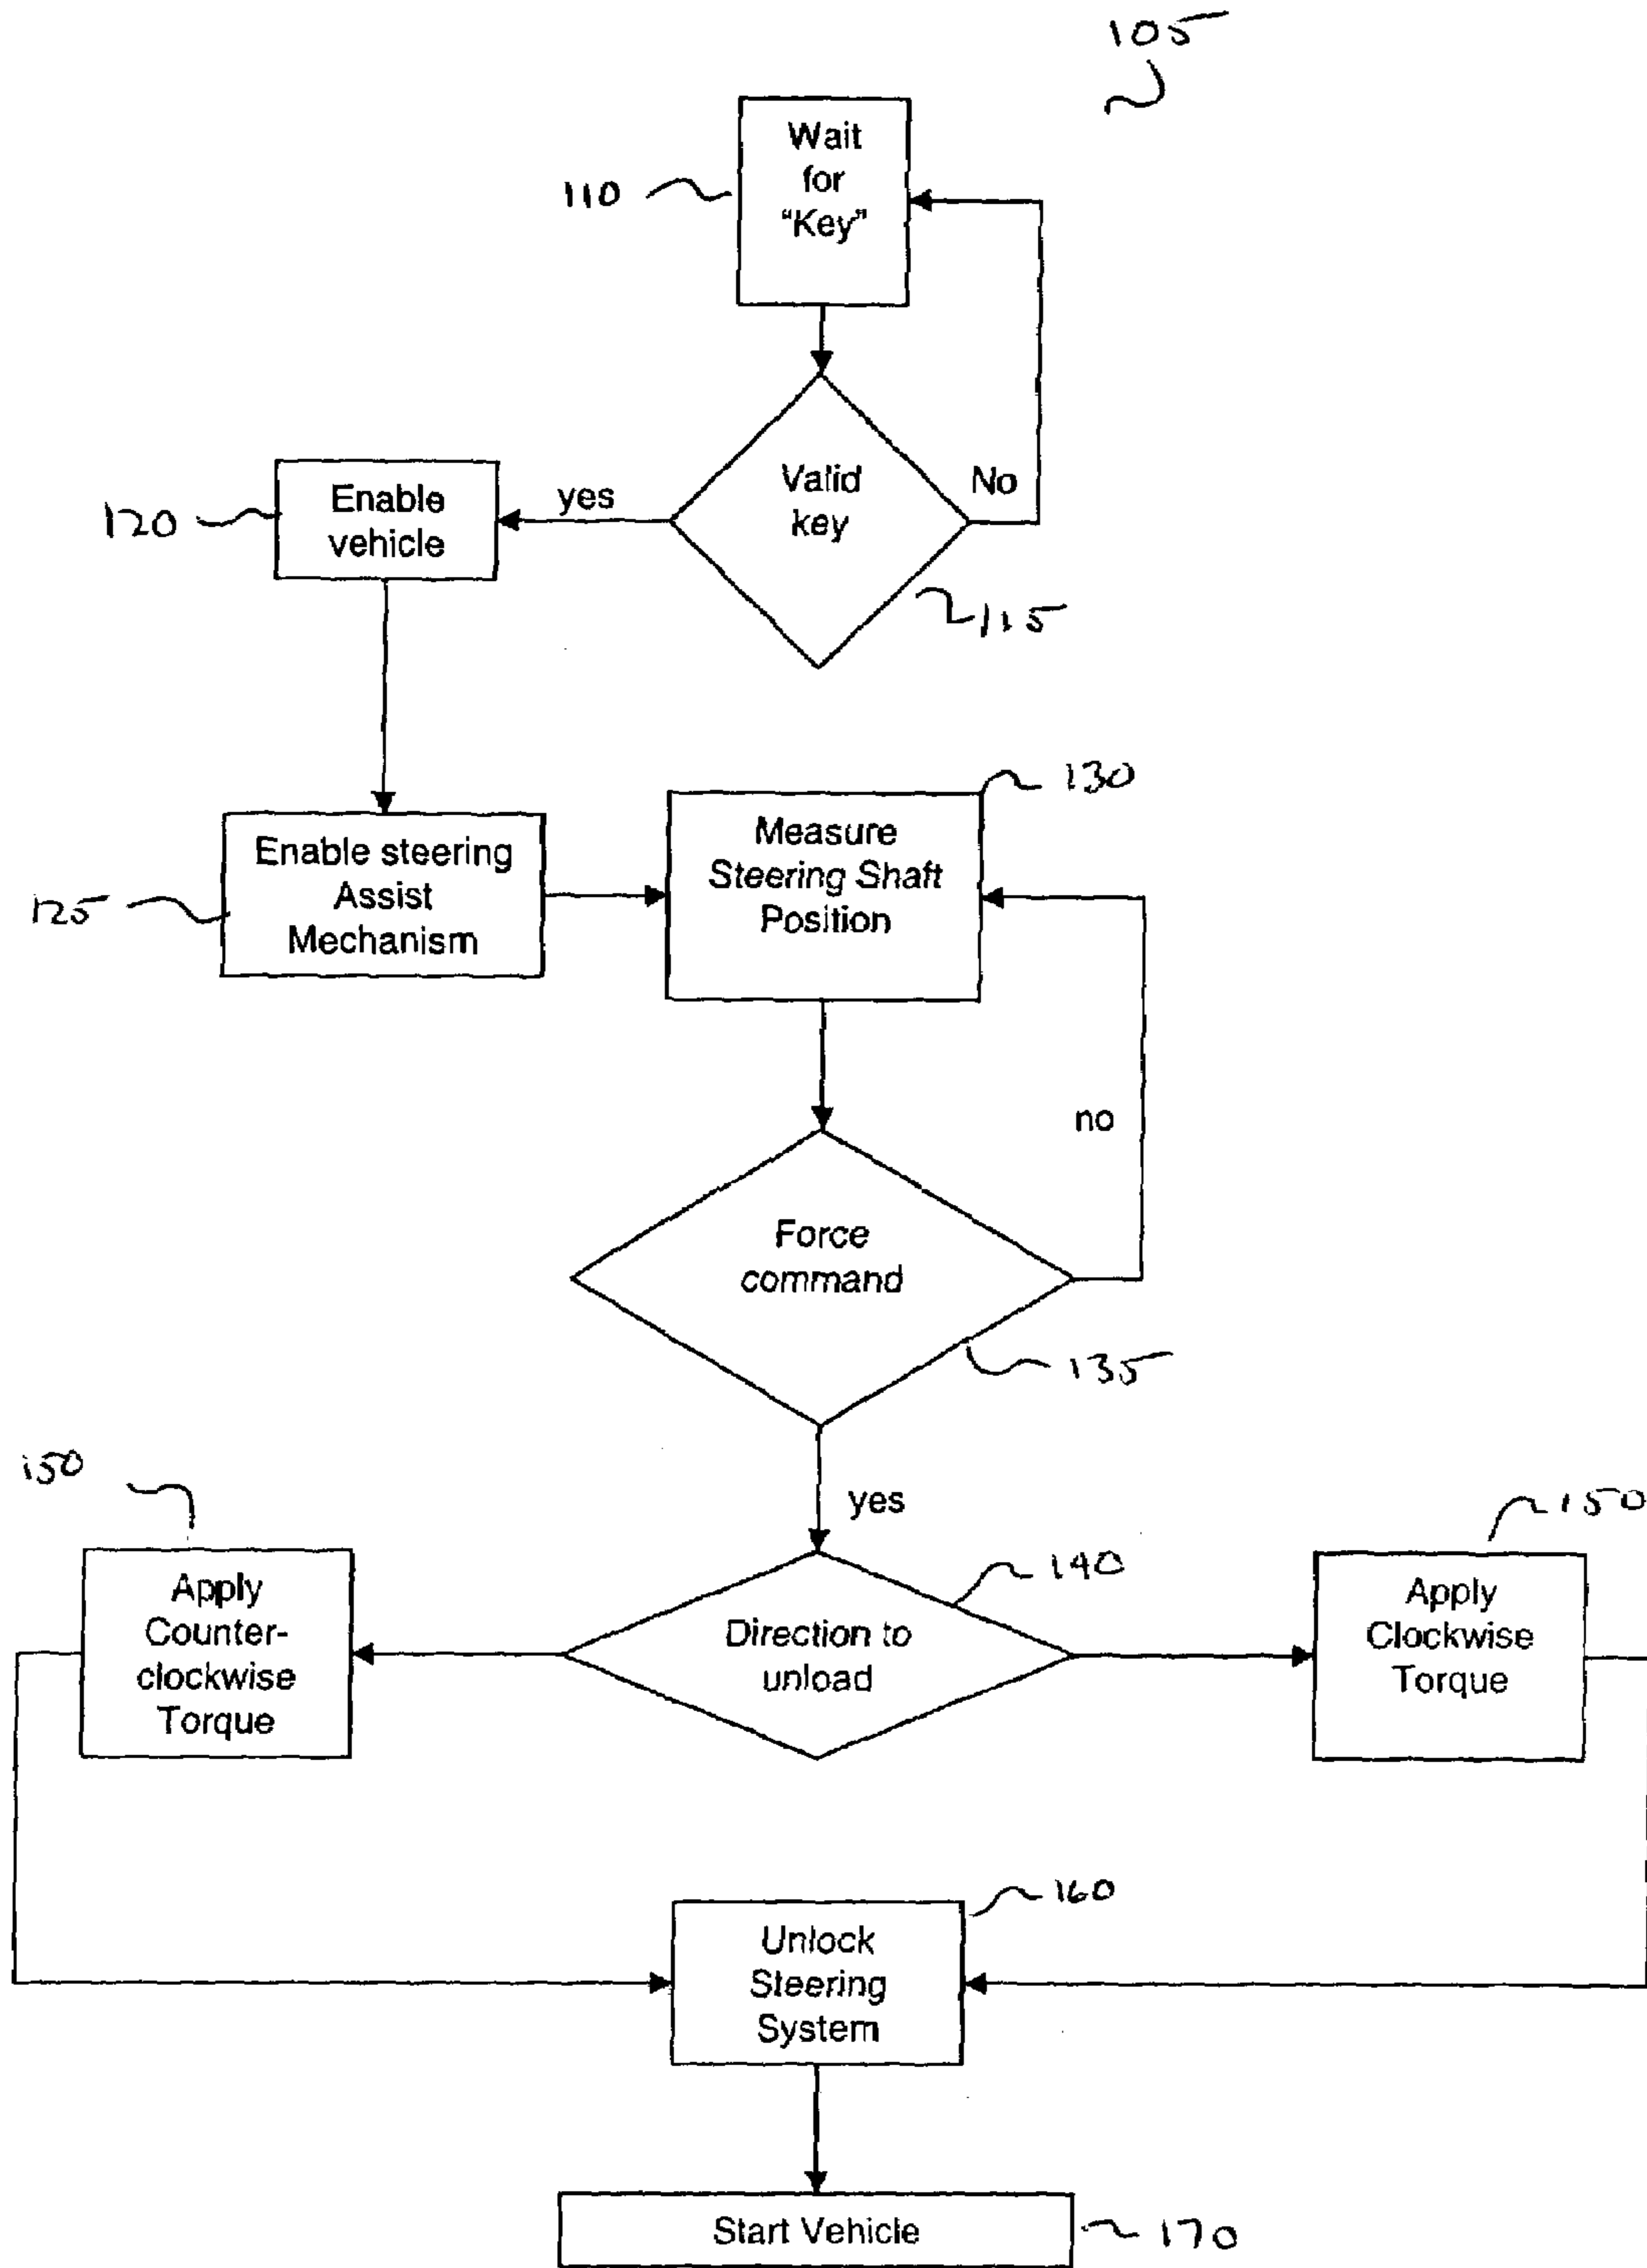 105
Wait
for
"Key"
110
Valid
key
No
yes
Enable
vehicle
120
115
130
Measure
Steering Shaft
Position
Enable steering
Assist
Mechanism
125
no
Force
command
135
yes
150
Apply
Counter-
clockwise
Torque
140
Direction to
unload
150
Apply
Clockwise
Torque
160
Unlock
Steering
System
Start Vehicle
170